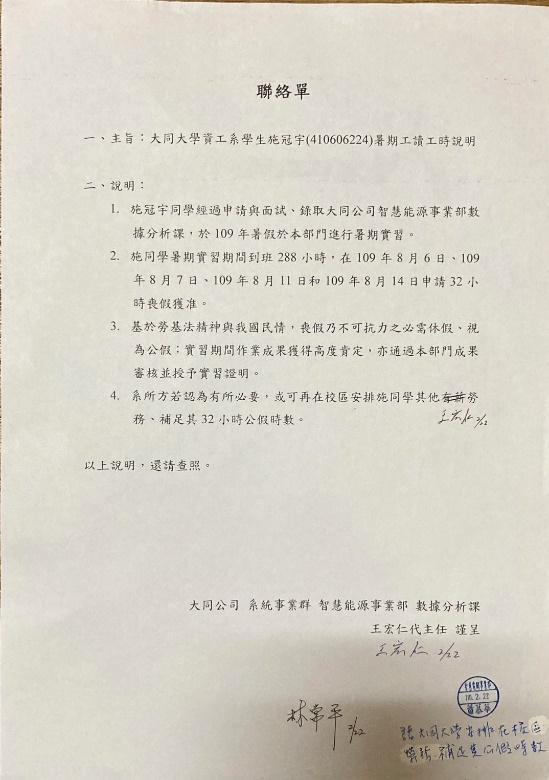 聯絡單
一、主旨：大同大學資工系學生施冠宇(410606224)暑期工讀工時說明
二、說明：
1. 施冠宇同學經過申請與面試、錄取大同公司智慧能源事業部數
據分析課，於 109 年暑假於本部門進行暑期實習。
2. 施同學暑期實習期間到班 288 小時，在 109 年 8 月 6 日、109
年 8 月 7 日、109 年 8 月 11 日和 109 年 8 月 14 日申請 32 小
時喪假獲准。
3. 基於勞基法精神與我國民情，喪假乃不可抗力之必需休假、視
為公假；實習期間作業成果獲得高度肯定，亦通過本部門成果
審核並授予實習證明。
4. 系所方若認為有所必要，或可再在校區安排施同學其他有薪勞
務、補足其 32 小時公假時數。
王宏仁 2/22
以上說明，還請查照。
大同公司 系統事業群 智慧能源事業部 數據分析課
王宏仁代主任 謹呈
王宏仁 2/22
林常平 2/22
110.2.22
請大同大學安排在校區
勞務 補足其公假時數